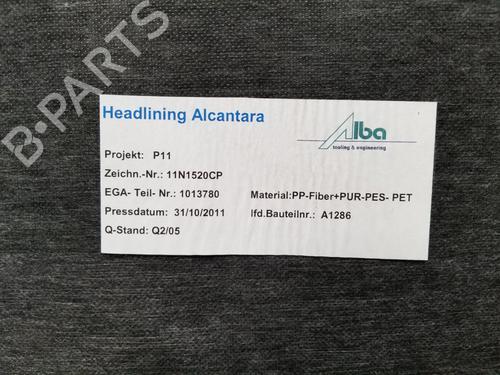 B-PARTS
Headlining Alcantara
Alba
tooling & engineering
Projekt: P11
Zeichn.-Nr.: 11N1520CP
EGA- Teil- Nr.: 1013780
Material:PP-Fiber+PUR-PES- PET
Pressdatum: 31/10/2011
lfd.Bauteilnr.: A1286
Q-Stand: Q2/05